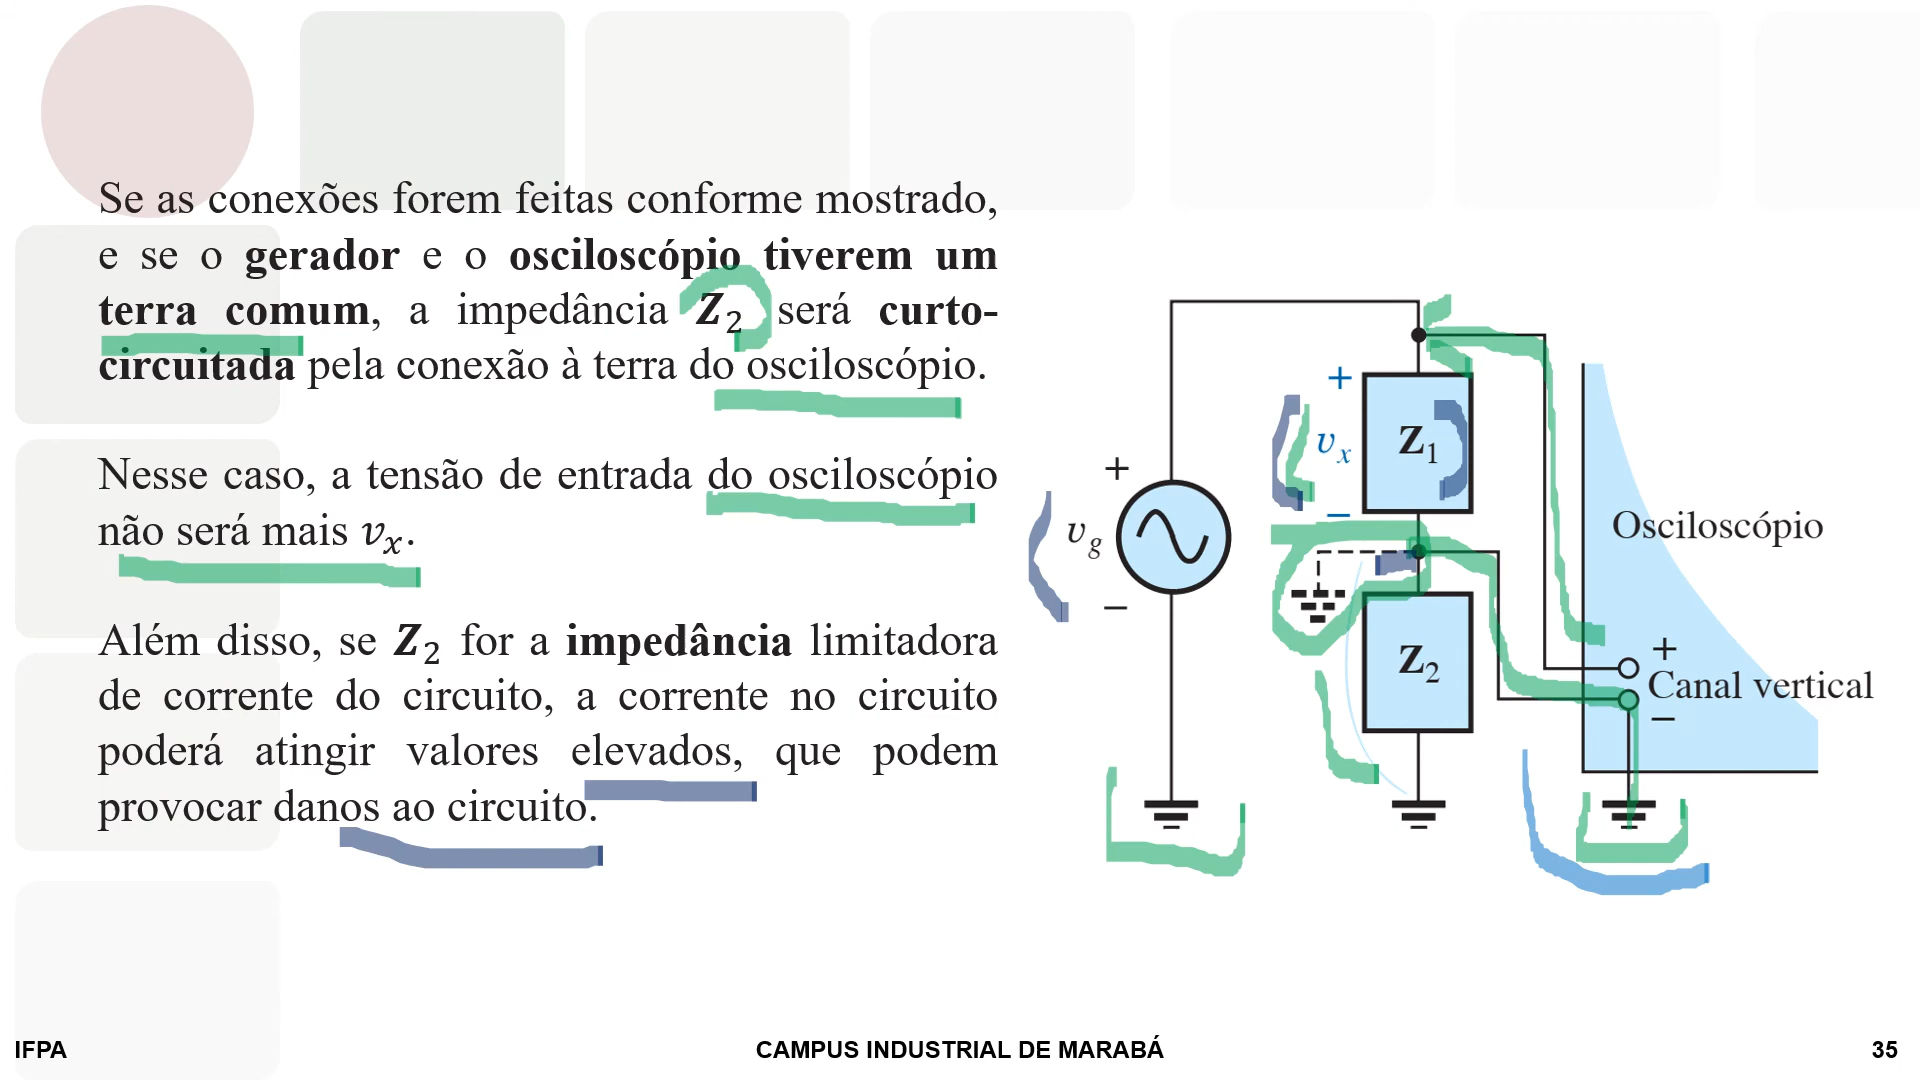 Se as conexões forem feitas conforme mostrado,
e se o gerador e o osciloscópio tiverem um
terra comum, a impedância Z₂ será curto-
circuitada pela conexão à terra do osciloscópio.
Nesse caso, a tensão de entrada do osciloscópio
não será mais vₓ.
Além disso, se Z₂ for a impedância limitadora
de corrente do circuito, a corrente no circuito
poderá atingir valores elevados, que podem
provocar danos ao circuito.
+
v_g
−
+
vₓ
−
Z₁
Z₂
Osciloscópio
+
Canal vertical
−
IFPA
CAMPUS INDUSTRIAL DE MARABÁ
35